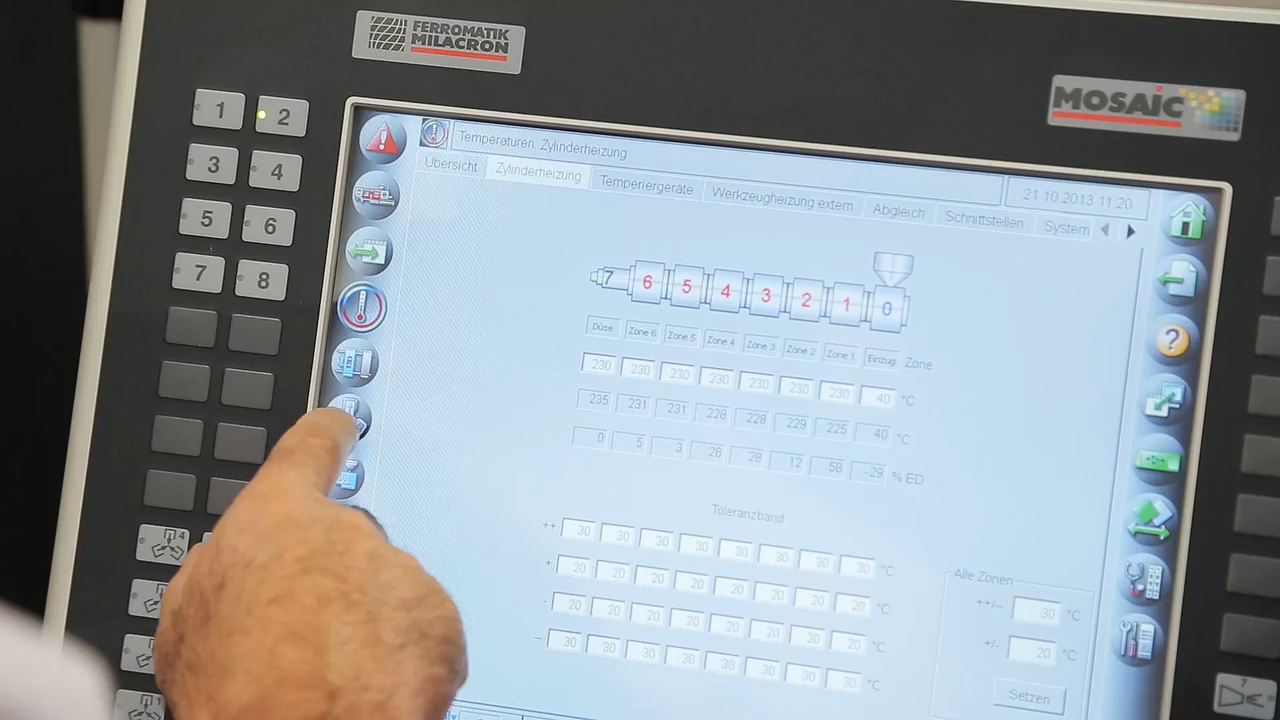 FERROMATIK
MILACRON
MOSAIC
1 2
3 4
5 6
7 8
Temperaturen: Zylinderheizung
21.10.2013 11:20
Übersicht Zylinderheizung Temperiergeräte Werkzeugheizung extern Abgleich Schnittstellen System
7 6 5 4 3 2 1 0
Düse Zone 6 Zone 5 Zone 4 Zone 3 Zone 2 Zone 1 Einzug Zone
230 230 230 230 230 230 230 40 °C
235 231 231 228 228 229 225 40 °C
0 5 3 26 28 12 58 -29 % ED
Toleranzband
++ 30 30 30 30 30 30 30 30 °C
+ 20 20 20 20 20 20 20 20 °C
- 20 20 20 20 20 20 20 20 °C
-- 30 30 30 30 30 30 30 30 °C
Alle Zonen
++/-- 30 °C
+/- 20 °C
Setzen
?
4
7